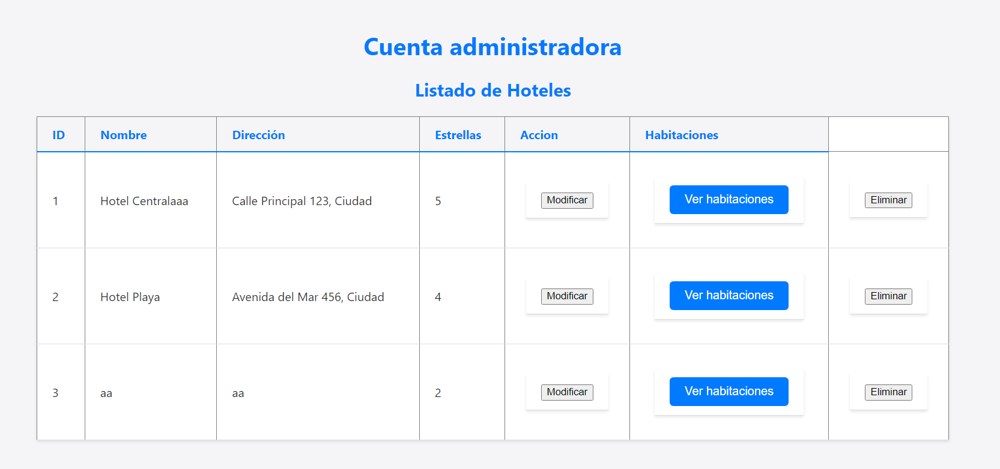 Cuenta administradora
Listado de Hoteles
ID Nombre Dirección Estrellas Accion Habitaciones
1 Hotel Centralaaa Calle Principal 123, Ciudad 5 Modificar Ver habitaciones Eliminar
2 Hotel Playa Avenida del Mar 456, Ciudad 4 Modificar Ver habitaciones Eliminar
3 aa aa 2 Modificar Ver habitaciones Eliminar